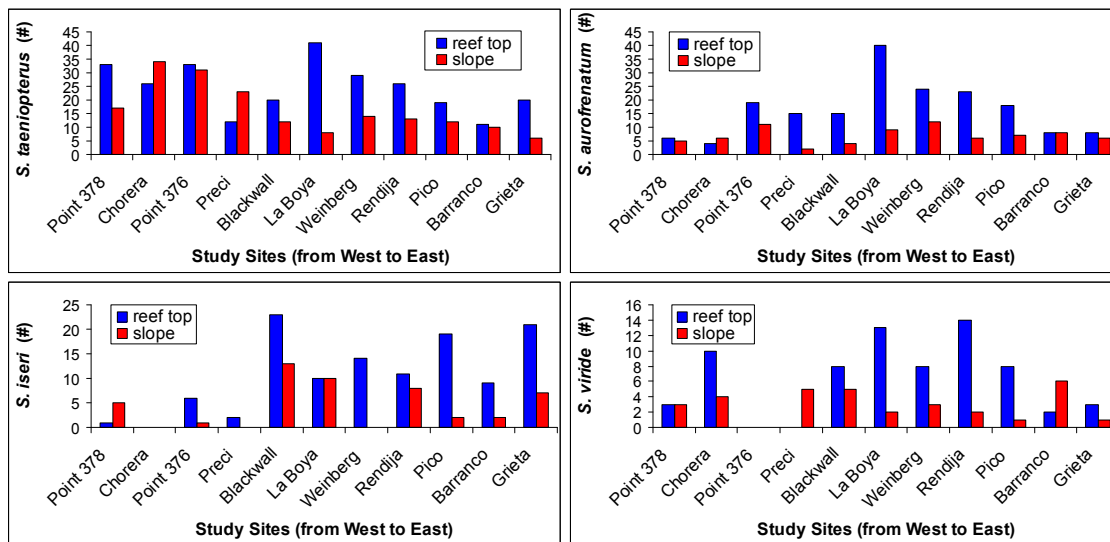 S. taeniopterus (#)
45
40
35
30
25
20
15
10
5
0
reef top
slope
Point 378
Chorera
Point 376
Preci
Blackwall
La Boya
Weinberg
Rendija
Pico
Barranco
Grieta
Study Sites (from West to East)
S. aurofrenatum (#)
45
40
35
30
25
20
15
10
5
0
reef top
slope
Point 378
Chorera
Point 376
Preci
Blackwall
La Boya
Weinberg
Rendija
Pico
Barranco
Grieta
Study Sites (from West to East)
S. iseri (#)
25
20
15
10
5
0
reef top
slope
Point 378
Chorera
Point 376
Preci
Blackwall
La Boya
Weinberg
Rendija
Pico
Barranco
Grieta
Study Sites (from West to East)
S. viride (#)
16
14
12
10
8
6
4
2
0
reef top
slope
Point 378
Chorera
Point 376
Preci
Blackwall
La Boya
Weinberg
Rendija
Pico
Barranco
Grieta
Study Sites (from West to East)